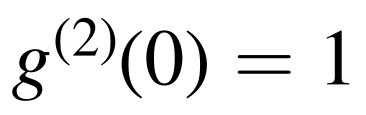 g⁽²⁾(0) = 1